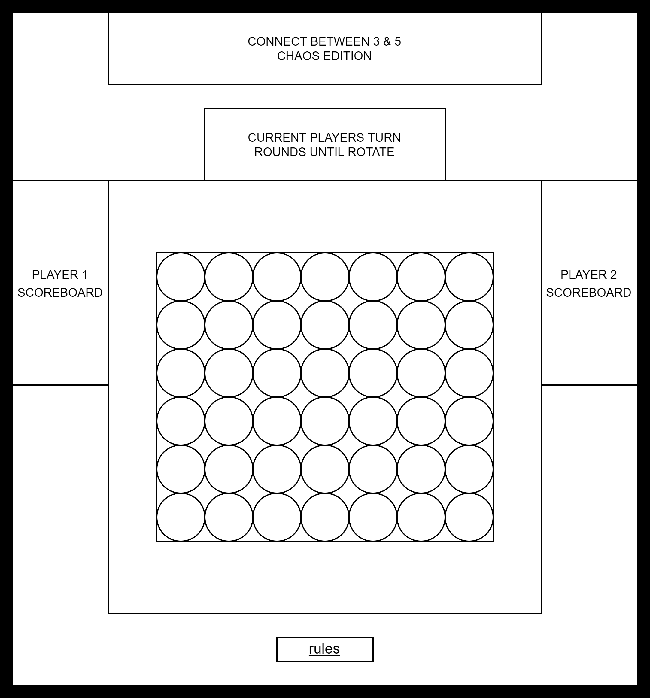 CONNECT BETWEEN 3 & 5
CHAOS EDITION
CURRENT PLAYERS TURN
ROUNDS UNTIL ROTATE
PLAYER 1
SCOREBOARD
PLAYER 2
SCOREBOARD
rules